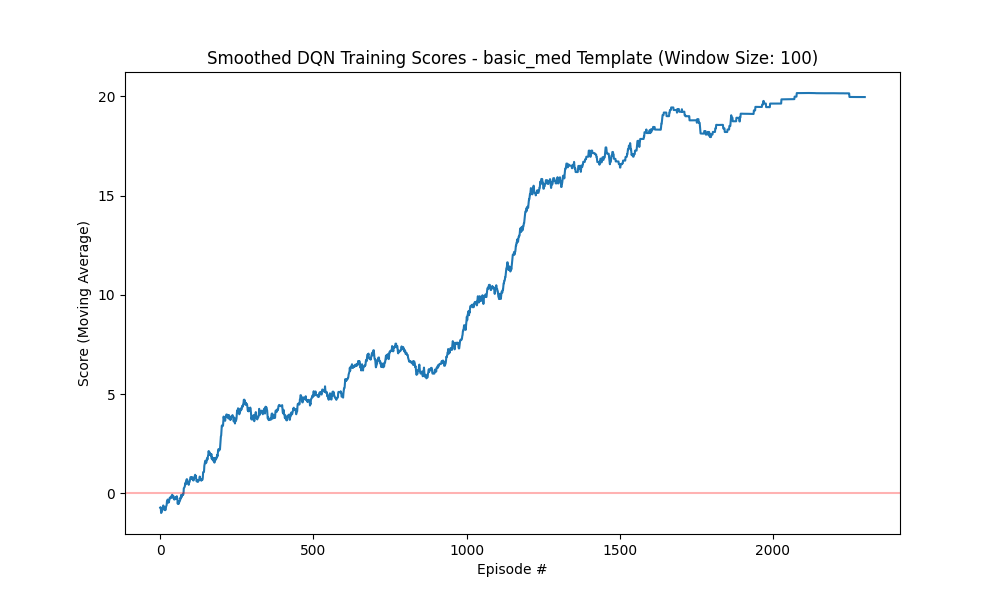 Smoothed DQN Training Scores - basic_med Template (Window Size: 100)
20
15
10
5
0
Score (Moving Average)
0 500 1000 1500 2000
Episode #